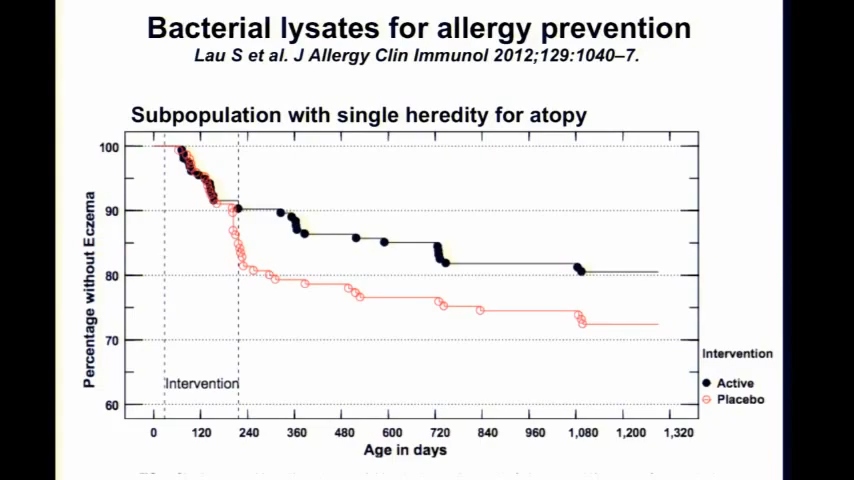 Bacterial lysates for allergy prevention
Lau S et al. J Allergy Clin Immunol 2012;129:1040–7.
Subpopulation with single heredity for atopy
Percentage without Eczema
100
90
80
70
60
Intervention
0 120 240 360 480 600 720 840 960 1,080 1,200 1,320
Age in days
Intervention
Active
Placebo